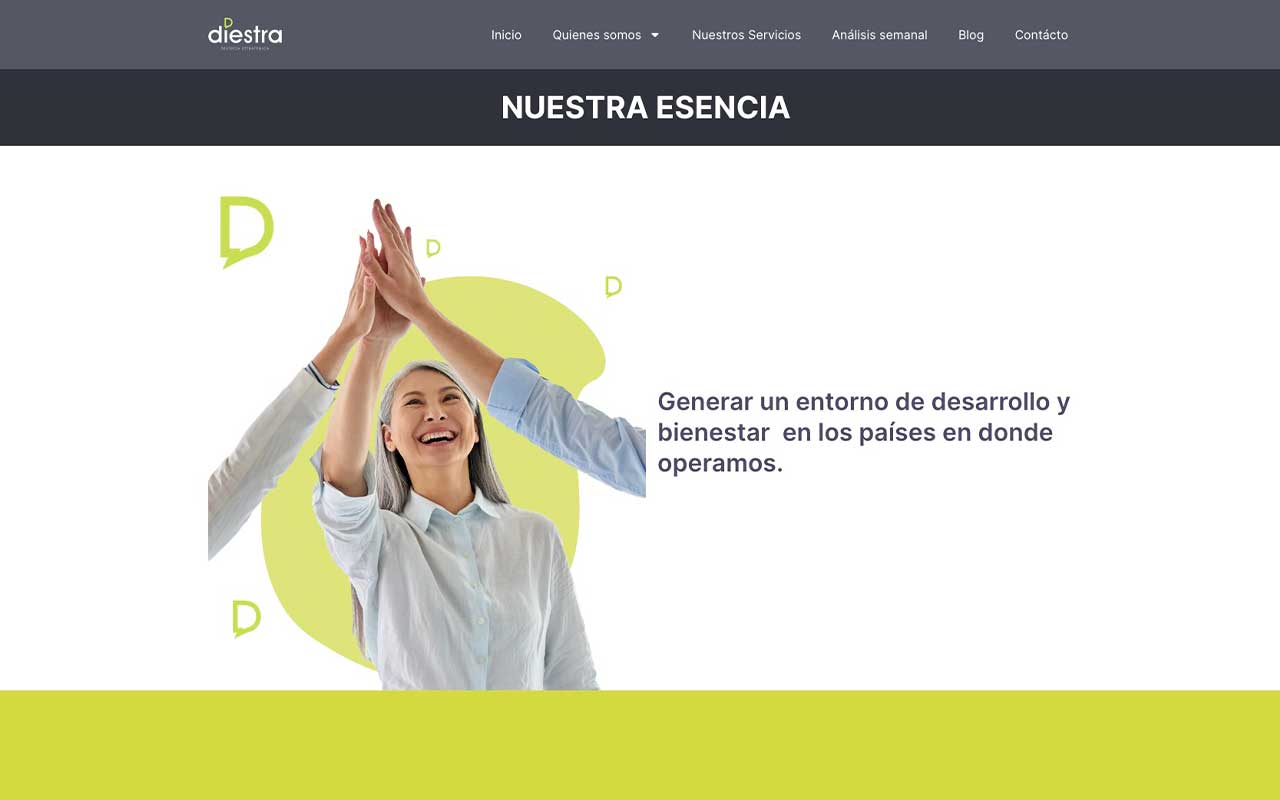 diestra
Inicio
Quienes somos
Nuestros Servicios
Análisis semanal
Blog
Contácto
NUESTRA ESENCIA
Generar un entorno de desarrollo y
bienestar en los países en donde
operamos.